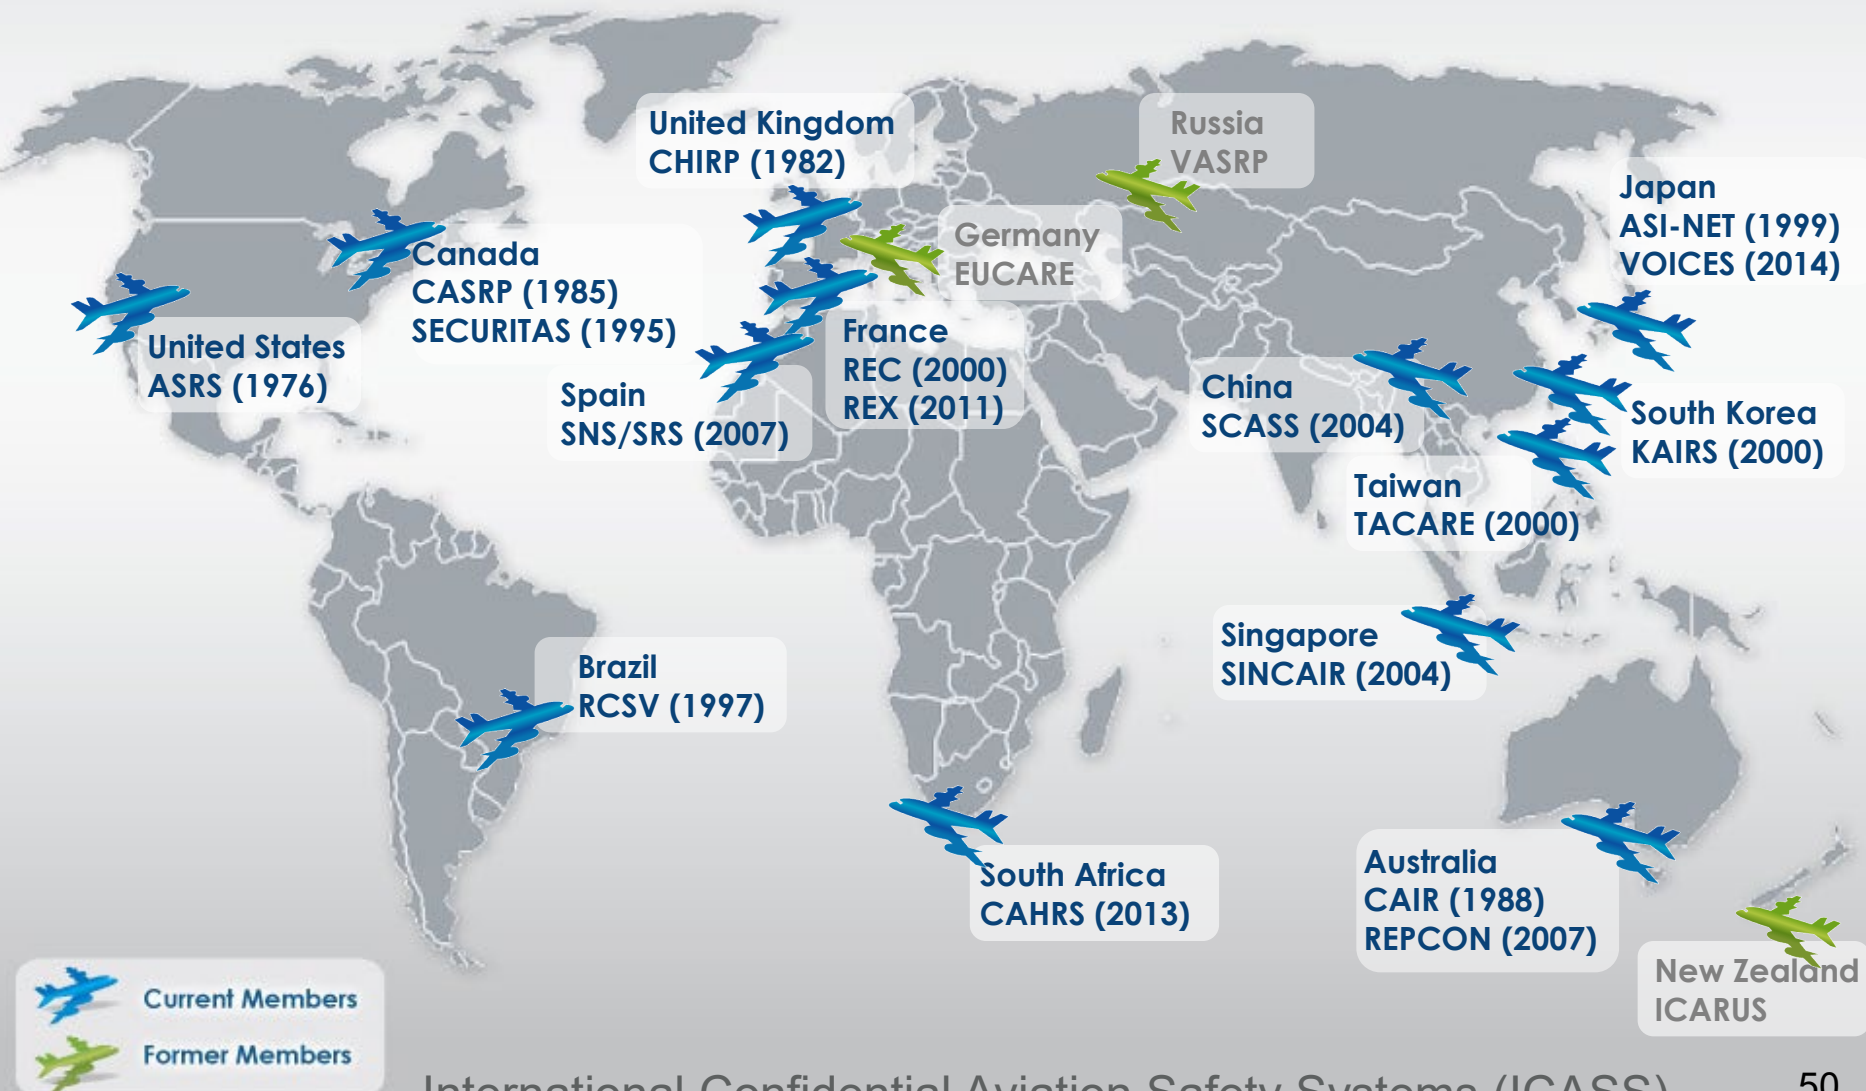 United Kingdom
CHIRP (1982)
Russia
VASRP
Japan
ASI-NET (1999)
VOICES (2014)
Germany
EUCARE
Canada
CASRP (1985)
SECURITAS (1995)
United States
ASRS (1976)
France
REC (2000)
REX (2011)
Spain
SNS/SRS (2007)
China
SCASS (2004)
South Korea
KAIRS (2000)
Taiwan
TACARE (2000)
Singapore
SINCAIR (2004)
Brazil
RCSV (1997)
South Africa
CAHRS (2013)
Australia
CAIR (1988)
REPCON (2007)
New Zealand
ICARUS
Current Members
Former Members
International Confidential Aviation Safety Systems (ICASS)
50